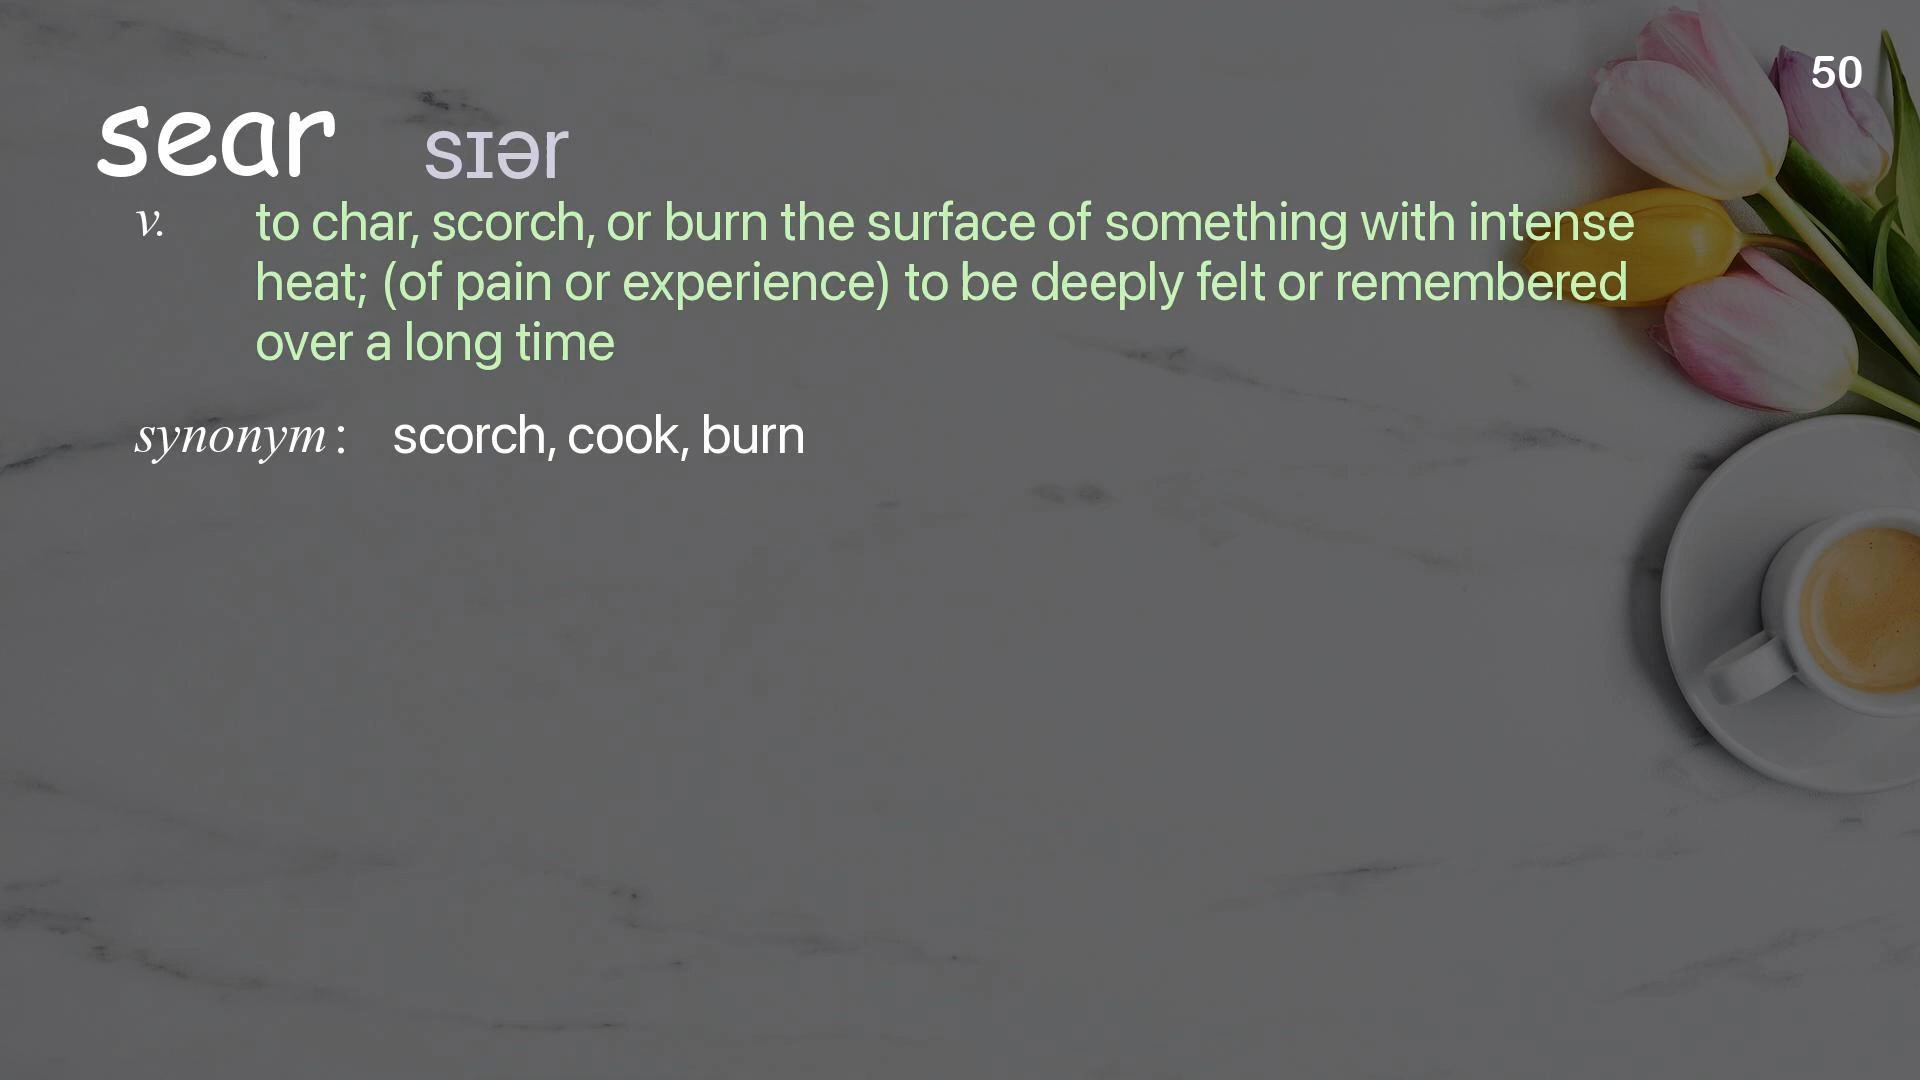 50
sear sɪər
v. to char, scorch, or burn the surface of something with intense
heat; (of pain or experience) to be deeply felt or remembered
over a long time
synonym: scorch, cook, burn